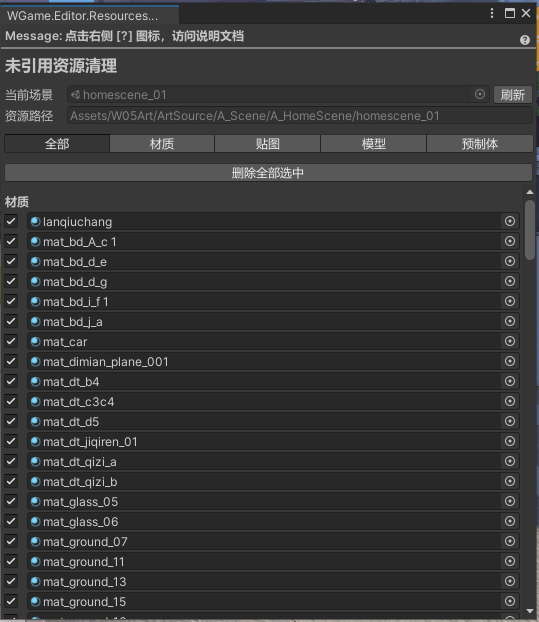 WGame.Editor.Resources...
Message: 点击右侧 [?] 图标，访问说明文档
未引用资源清理
当前场景 homescene_01 刷新
资源路径 Assets/W05Art/ArtSource/A_Scene/A_HomeScene/homescene_01
全部 材质 贴图 模型 预制体
删除全部选中
材质
lanqiuchang
mat_bd_A_c 1
mat_bd_d_e
mat_bd_d_g
mat_bd_i_f 1
mat_bd_j_a
mat_car
mat_dimian_plane_001
mat_dt_b4
mat_dt_c3c4
mat_dt_d5
mat_dt_jiqiren_01
mat_dt_qizi_a
mat_dt_qizi_b
mat_glass_05
mat_glass_06
mat_ground_07
mat_ground_11
mat_ground_13
mat_ground_15